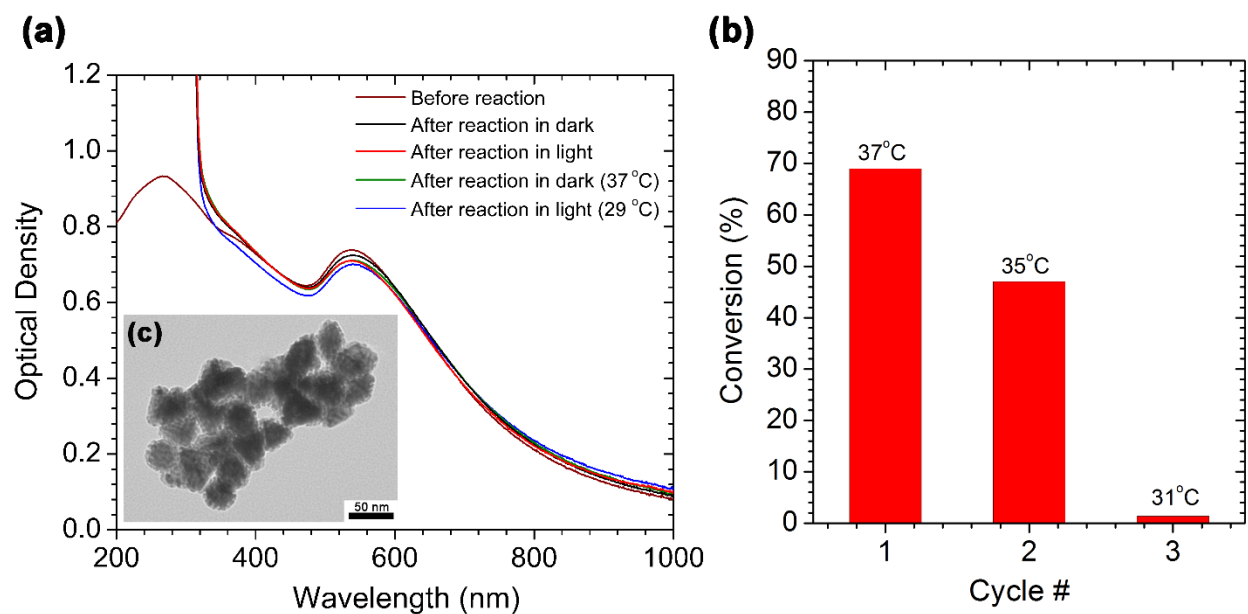 (a)
1.2
1.0
0.8
0.6
0.4
0.2
0.0
Optical Density
Before reaction
After reaction in dark
After reaction in light
After reaction in dark (37 °C)
After reaction in light (29 °C)
(c)
50 nm
200
400
600
800
1000
Wavelength (nm)
(b)
90
80
70
60
50
40
30
20
10
0
Conversion (%)
37°C
35°C
31°C
1
2
3
Cycle #